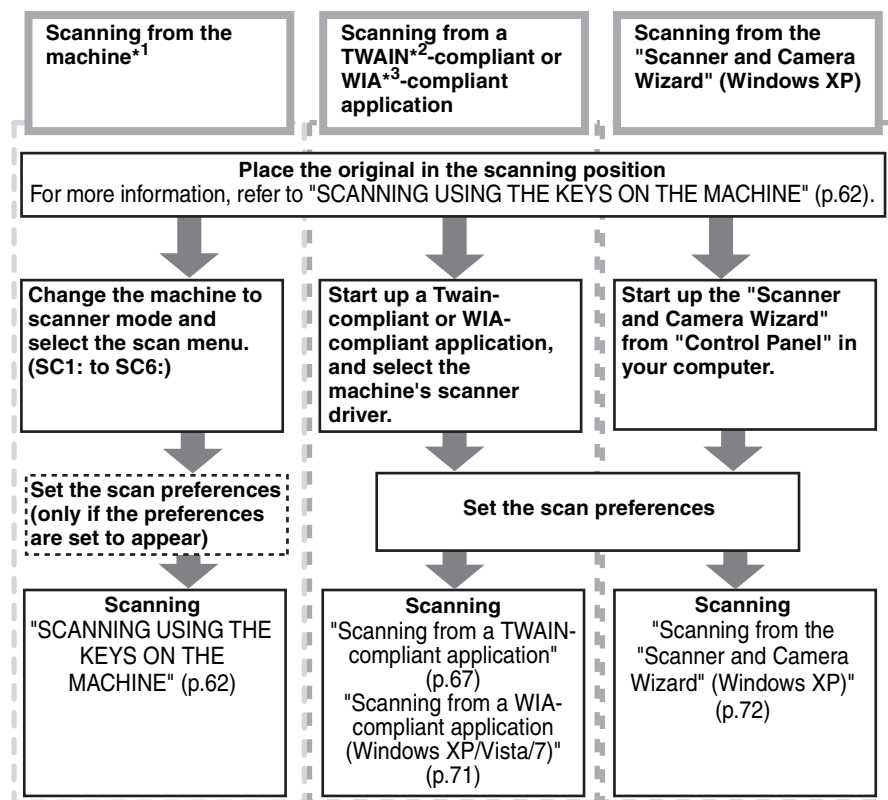 Scanning from the
machine*1
Scanning from a
TWAIN*2-compliant or
WIA*3-compliant
application
Scanning from the
"Scanner and Camera
Wizard" (Windows XP)
Place the original in the scanning position
For more information, refer to "SCANNING USING THE KEYS ON THE MACHINE" (p.62).
Change the machine to
scanner mode and
select the scan menu.
(SC1: to SC6:)
Start up a Twain-
compliant or WIA-
compliant application,
and select the
machine's scanner
driver.
Start up the "Scanner
and Camera Wizard"
from "Control Panel" in
your computer.
Set the scan preferences
(only if the preferences
are set to appear)
Set the scan preferences
Scanning
"SCANNING USING THE
KEYS ON THE
MACHINE" (p.62)
Scanning
"Scanning from a TWAIN-
compliant application"
(p.67)
"Scanning from a WIA-
compliant application
(Windows XP/Vista/7)"
(p.71)
Scanning
"Scanning from the
"Scanner and Camera
Wizard" (Windows XP)"
(p.72)